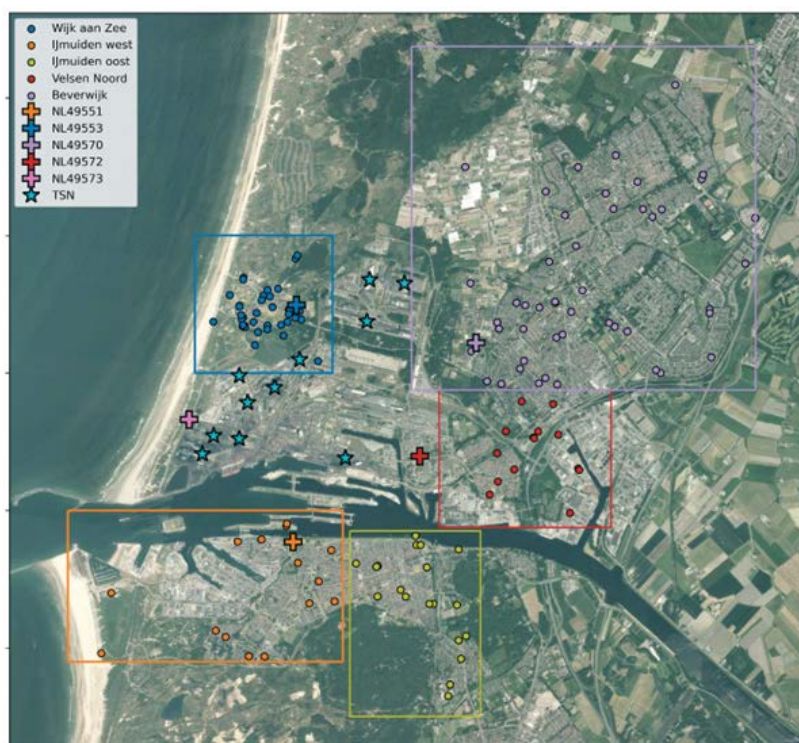 Wijk aan Zee
IJmuiden west
IJmuiden oost
Velsen Noord
Beverwijk
NL49551
NL49553
NL49570
NL49572
NL49573
TSN